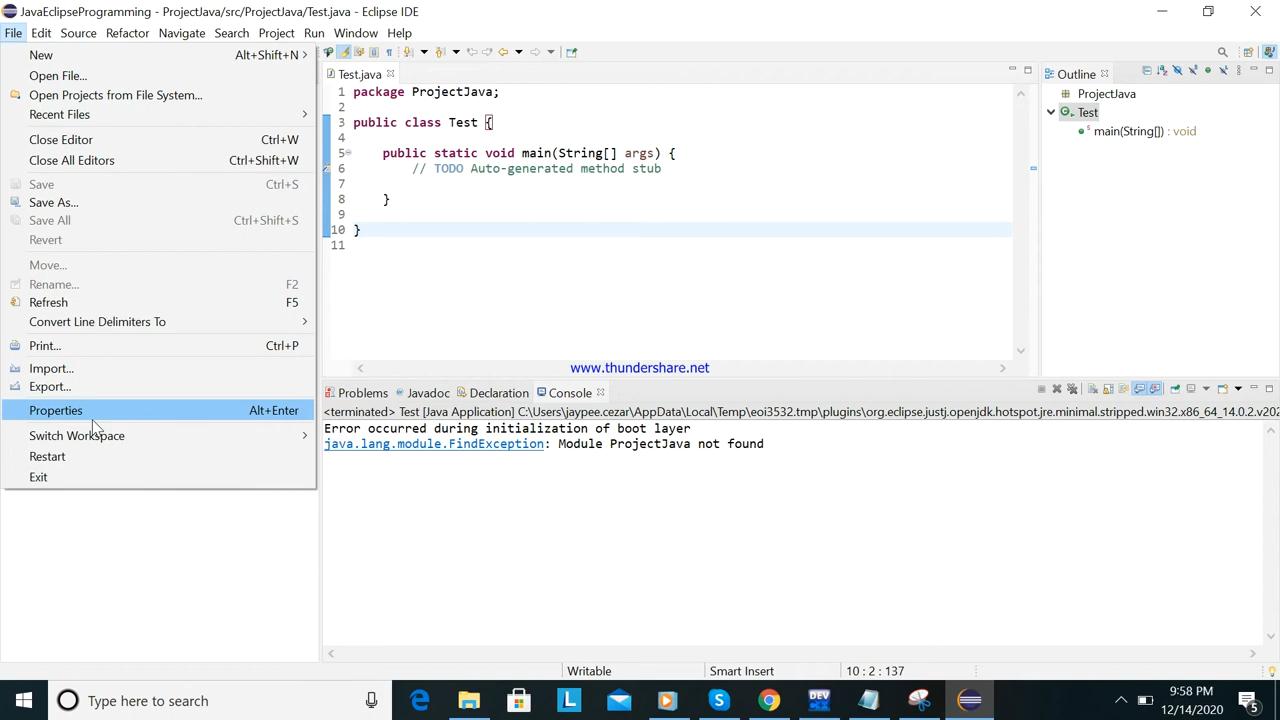 JavaEclipseProgramming - ProjectJava/src/ProjectJava/Test.java - Eclipse IDE
File Edit Source Refactor Navigate Search Project Run Window Help
New Alt+Shift+N
Open File...
Open Projects from File System...
Recent Files
Close Editor Ctrl+W
Close All Editors Ctrl+Shift+W
Save Ctrl+S
Save As...
Save All Ctrl+Shift+S
Revert
Move...
Rename... F2
Refresh F5
Convert Line Delimiters To
Print... Ctrl+P
Import...
Export...
Properties Alt+Enter
Switch Workspace
Restart
Exit
Test.java
1 package ProjectJava;
2
3 public class Test {
4
5 public static void main(String[] args) {
6 // TODO Auto-generated method stub
7
8 }
9
10 }
11
www.thundershare.net
Outline
ProjectJava
Test
main(String[]) : void
Problems Javadoc Declaration Console
<terminated> Test [Java Application] C:\Users\jaypee.cezar\AppData\Local\Temp\eoi3532.tmp\plugins\org.eclipse.justj.openjdk.hotspot.jre.minimal.stripped.win32.x86_64_14.0.2.v202
Error occurred during initialization of boot layer
java.lang.module.FindException: Module ProjectJava not found
Writable Smart Insert 10 : 2 : 137
Type here to search
DEV
9:58 PM
12/14/2020
5